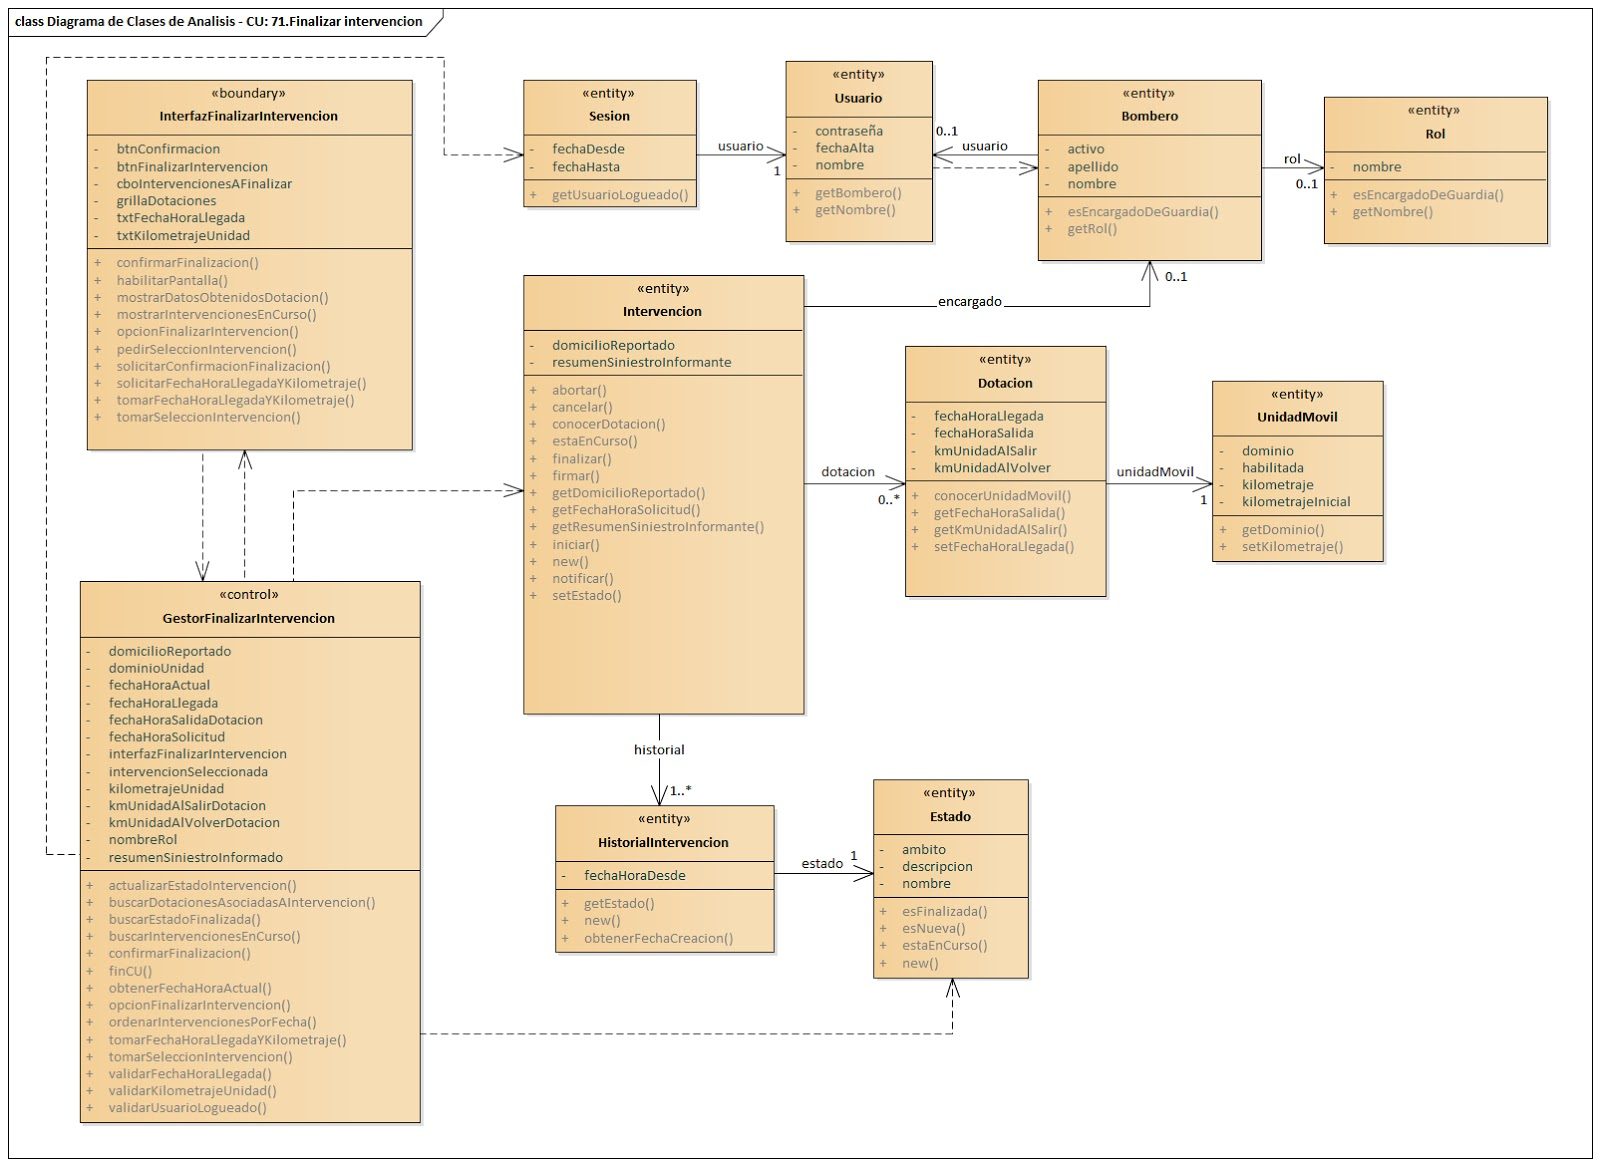 class Diagrama de Clases de Analisis - CU: 71.Finalizar intervencion
«boundary»
InterfazFinalizarIntervencion
- btnConfirmacion
- btnFinalizarIntervencion
- cboIntervencionesAFinalizar
- grillaDotaciones
- txtFechaHoraLlegada
- txtKilometrajeUnidad
+ confirmarFinalizacion()
+ habilitarPantalla()
+ mostrarDatosObtenidosDotacion()
+ mostrarIntervencionesEnCurso()
+ opcionFinalizarIntervencion()
+ pedirSeleccionIntervencion()
+ solicitarConfirmacionFinalizacion()
+ solicitarFechaHoraLlegadaYKilometraje()
+ tomarFechaHoraLlegadaYKilometraje()
+ tomarSeleccionIntervencion()
«entity»
Sesion
- fechaDesde
- fechaHasta
+ getUsuarioLogueado()
usuario
1
«entity»
Usuario
- contraseña
- fechaAlta
- nombre
+ getBombero()
+ getNombre()
0..1
usuario
«entity»
Bombero
- activo
- apellido
- nombre
+ esEncargadoDeGuardia()
+ getRol()
rol
0..1
«entity»
Rol
- nombre
+ esEncargadoDeGuardia()
+ getNombre()
«entity»
Intervencion
- domicilioReportado
- resumenSiniestroInformante
+ abortar()
+ cancelar()
+ conocerDotacion()
+ estaEnCurso()
+ finalizar()
+ firmar()
+ getDomicilioReportado()
+ getFechaHoraSolicitud()
+ getResumenSiniestroInformante()
+ iniciar()
+ new()
+ notificar()
+ setEstado()
encargado
0..1
dotacion
0..*
«entity»
Dotacion
- fechaHoraLlegada
- fechaHoraSalida
- kmUnidadAlSalir
- kmUnidadAlVolver
+ conocerUnidadMovil()
+ getFechaHoraSalida()
+ getKmUnidadAlSalir()
+ setFechaHoraLlegada()
unidadMovil
1
«entity»
UnidadMovil
- dominio
- habilitada
- kilometraje
- kilometrajeInicial
+ getDominio()
+ setKilometraje()
«control»
GestorFinalizarIntervencion
- domicilioReportado
- dominioUnidad
- fechaHoraActual
- fechaHoraLlegada
- fechaHoraSalidaDotacion
- fechaHoraSolicitud
- interfazFinalizarIntervencion
- intervencionSeleccionada
- kilometrajeUnidad
- kmUnidadAlSalirDotacion
- kmUnidadAlVolverDotacion
- nombreRol
- resumenSiniestroInformado
+ actualizarEstadoIntervencion()
+ buscarDotacionesAsociadasAIntervencion()
+ buscarEstadoFinalizada()
+ buscarIntervencionesEnCurso()
+ confirmarFinalizacion()
+ finCU()
+ obtenerFechaHoraActual()
+ opcionFinalizarIntervencion()
+ ordenarIntervencionesPorFecha()
+ tomarFechaHoraLlegadaYKilometraje()
+ tomarSeleccionIntervencion()
+ validarFechaHoraLlegada()
+ validarKilometrajeUnidad()
+ validarUsuarioLogueado()
historial
1..*
«entity»
HistorialIntervencion
- fechaHoraDesde
+ getEstado()
+ new()
+ obtenerFechaCreacion()
estado
1
«entity»
Estado
- ambito
- descripcion
- nombre
+ esFinalizada()
+ esNueva()
+ estaEnCurso()
+ new()